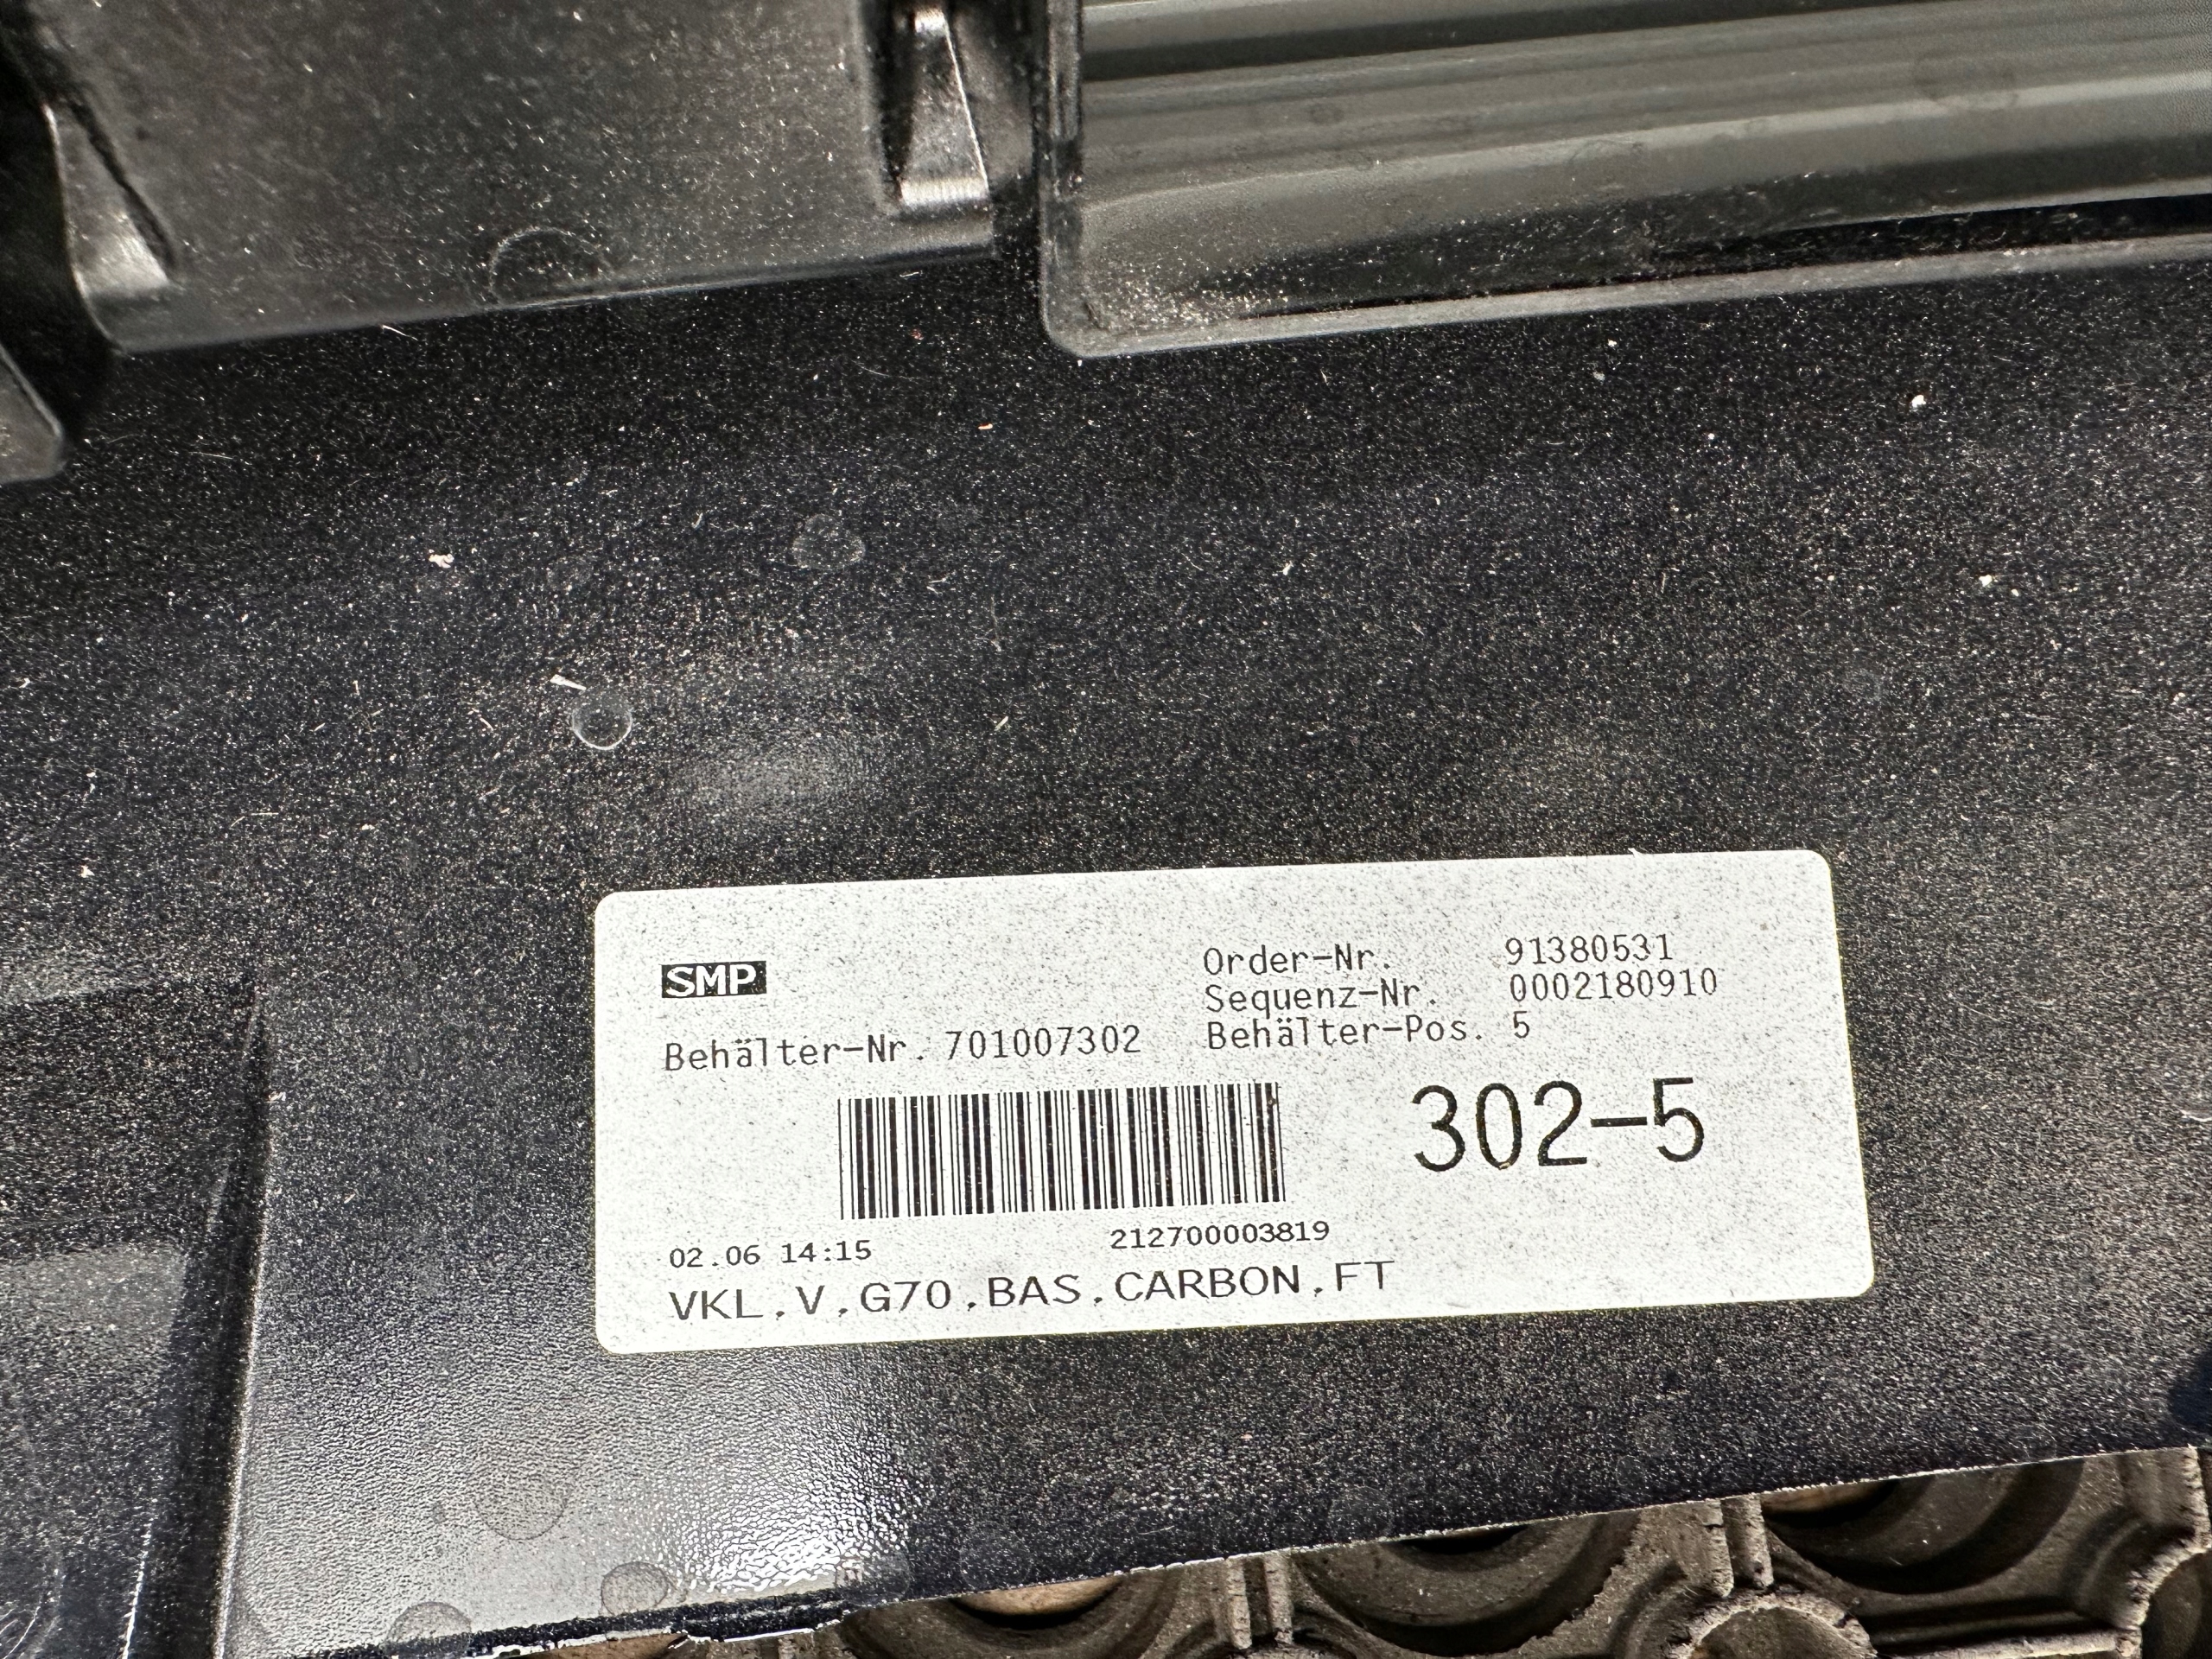 SMP
Order-Nr. 91380531
Sequenz-Nr. 0002180910
Behälter-Nr. 701007302 Behälter-Pos. 5
302-5
02.06 14:15 212700003819
VKL,V,G70,BAS,CARBON,FT